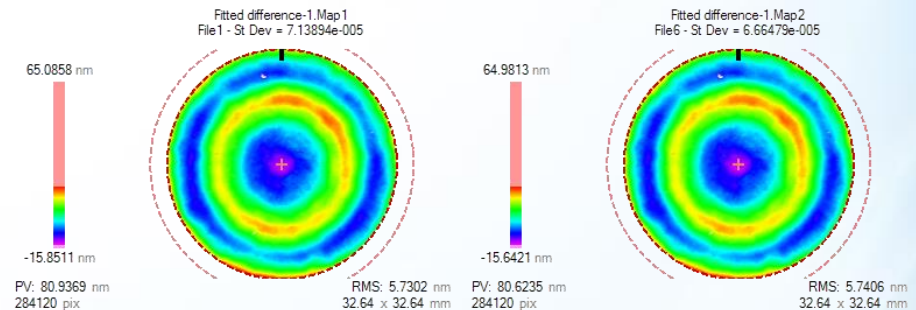 Fitted difference-1.Map1
File1 - St Dev = 7.13894e-005
65.0858 nm
-15.8511 nm
PV: 80.9369 nm
284120 pix
RMS: 5.7302 nm
32.64 x 32.64 mm
Fitted difference-1.Map2
File6 - St Dev = 6.66479e-005
64.9813 nm
-15.6421 nm
PV: 80.6235 nm
284120 pix
RMS: 5.7406 nm
32.64 x 32.64 mm